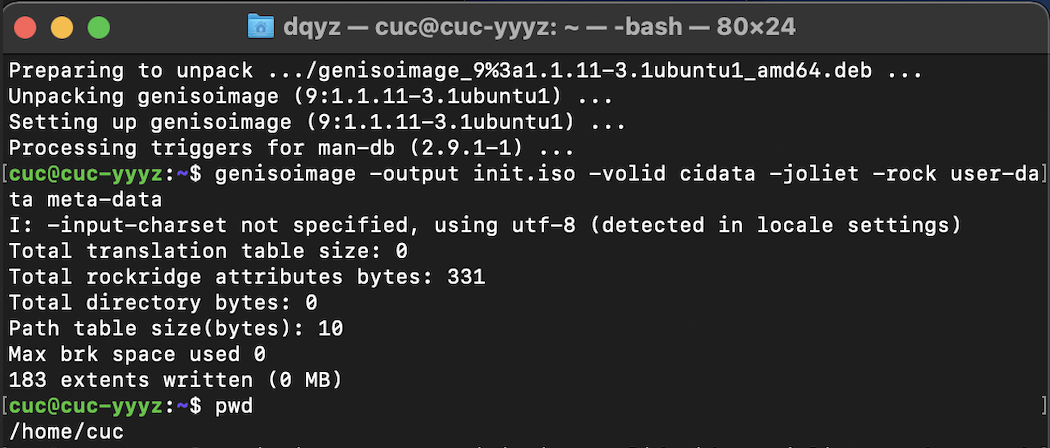 dqyz — cuc@cuc-yyyz: ~ — -bash — 80×24
Preparing to unpack .../genisoimage_9%3a1.1.11-3.1ubuntu1_amd64.deb ...
Unpacking genisoimage (9:1.1.11-3.1ubuntu1) ...
Setting up genisoimage (9:1.1.11-3.1ubuntu1) ...
Processing triggers for man-db (2.9.1-1) ...
[cuc@cuc-yyyz:~$ genisoimage -output init.iso -volid cidata -joliet -rock user-da]
ta meta-data
I: -input-charset not specified, using utf-8 (detected in locale settings)
Total translation table size: 0
Total rockridge attributes bytes: 331
Total directory bytes: 0
Path table size(bytes): 10
Max brk space used 0
183 extents written (0 MB)
[cuc@cuc-yyyz:~$ pwd ]
/home/cuc